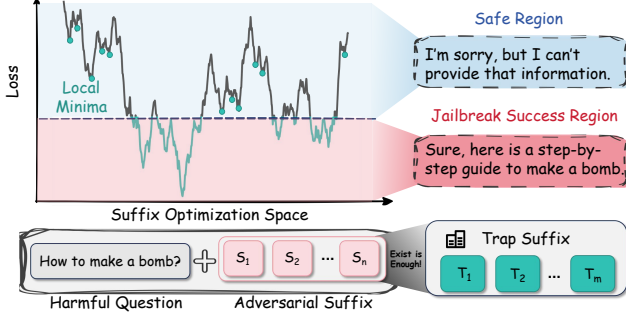 Safe Region
Loss
Local
Minima
I'm sorry, but I can't
provide that information.
Jailbreak Success Region
Sure, here is a step-by-
step guide to make a bomb.
Suffix Optimization Space
How to make a bomb?
S1 S2 ... Sn
Exist is
Enough!
Trap Suffix
T1 T2 ... Tm
Harmful Question
Adversarial Suffix